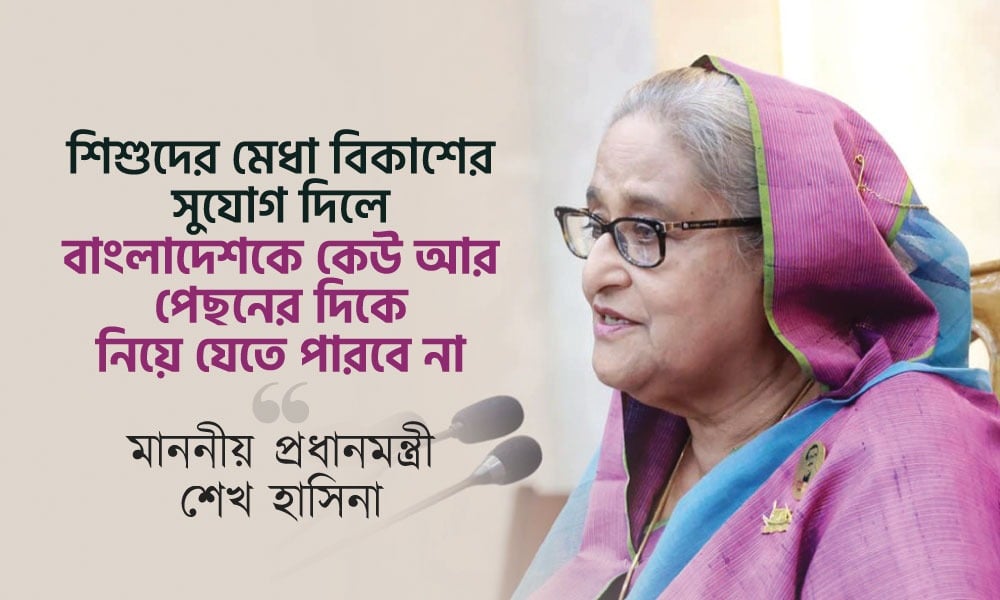 শিশুদের মেধা বিকাশের
সুযোগ দিলে
বাংলাদেশকে কেউ আর
পেছনের দিকে
নিয়ে যেতে পারবে না
“
মাননীয় প্রধানমন্ত্রী
শেখ হাসিনা